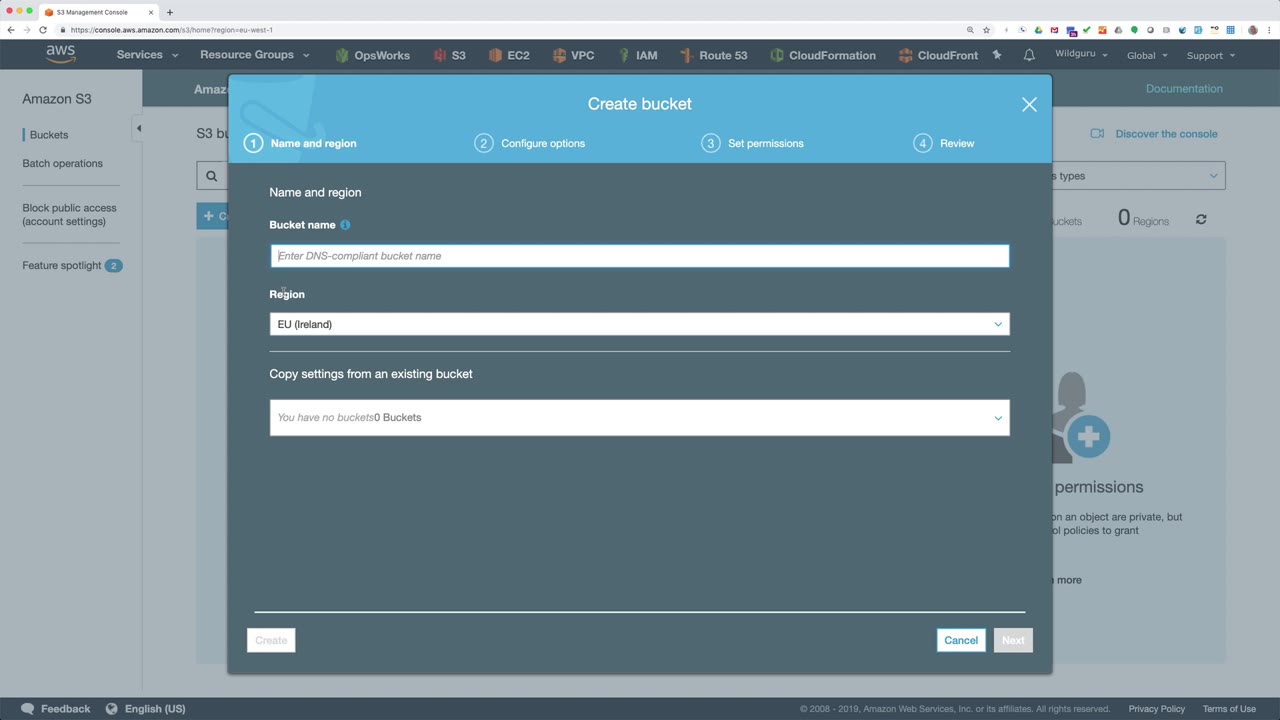 S3 Management Console
https://console.aws.amazon.com/s3/home?region=eu-west-1
aws Services Resource Groups OpsWorks S3 EC2 VPC IAM Route 53 CloudFormation CloudFront Wildguru Global Support
Amazon S3
Buckets
Batch operations
Block public access
(account settings)
Feature spotlight 2
Amaz
Documentation
S3 bu
Discover the console
s types
+ C
uckets 0 Regions
Create bucket
1 Name and region 2 Configure options 3 Set permissions 4 Review
Name and region
Bucket name
Enter DNS-compliant bucket name
Region
EU (Ireland)
Copy settings from an existing bucket
You have no buckets0 Buckets
Create
Cancel Next
permissions
on an object are private, but
ol policies to grant
more
Feedback English (US)
© 2008 - 2019, Amazon Web Services, Inc. or its affiliates. All rights reserved. Privacy Policy Terms of Use